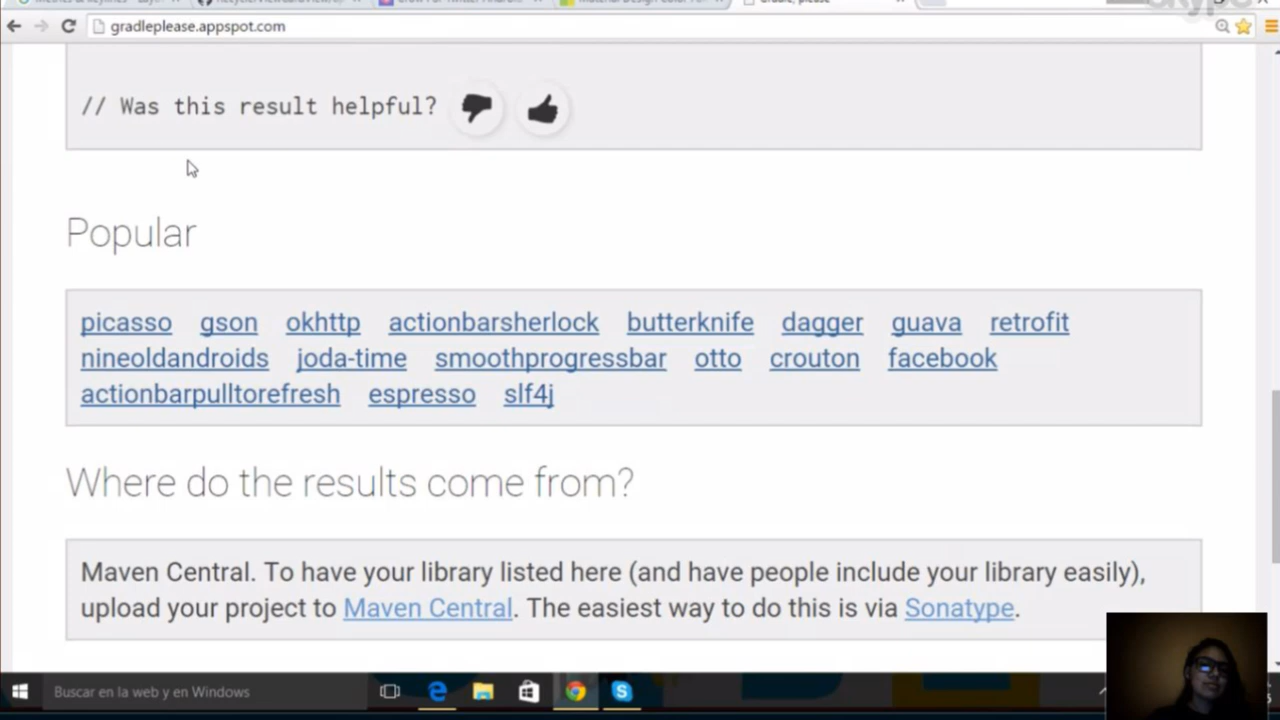 gradleplease.appspot.com
// Was this result helpful?
Popular
picasso gson okhttp actionbarsherlock butterknife dagger guava retrofit
nineoldandroids joda-time smoothprogressbar otto crouton facebook
actionbarpulltorefresh espresso slf4j
Where do the results come from?
Maven Central. To have your library listed here (and have people include your library easily),
upload your project to Maven Central. The easiest way to do this is via Sonatype.
Buscar en la web y en Windows